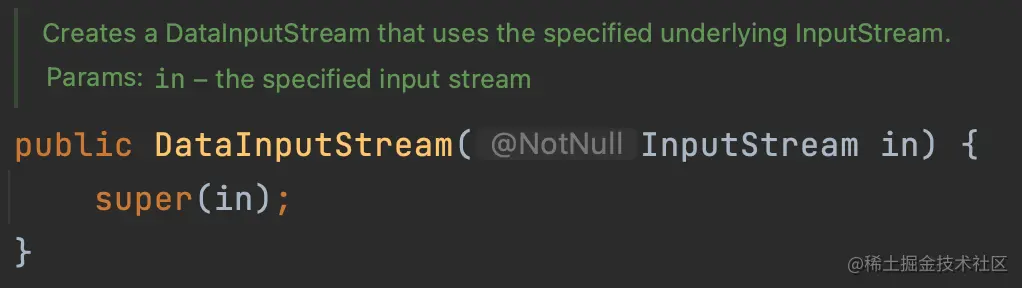 Creates a DataInputStream that uses the specified underlying InputStream.
Params: in – the specified input stream
public DataInputStream( @NotNull InputStream in) {
    super(in);
}
@稀土掘金技术社区